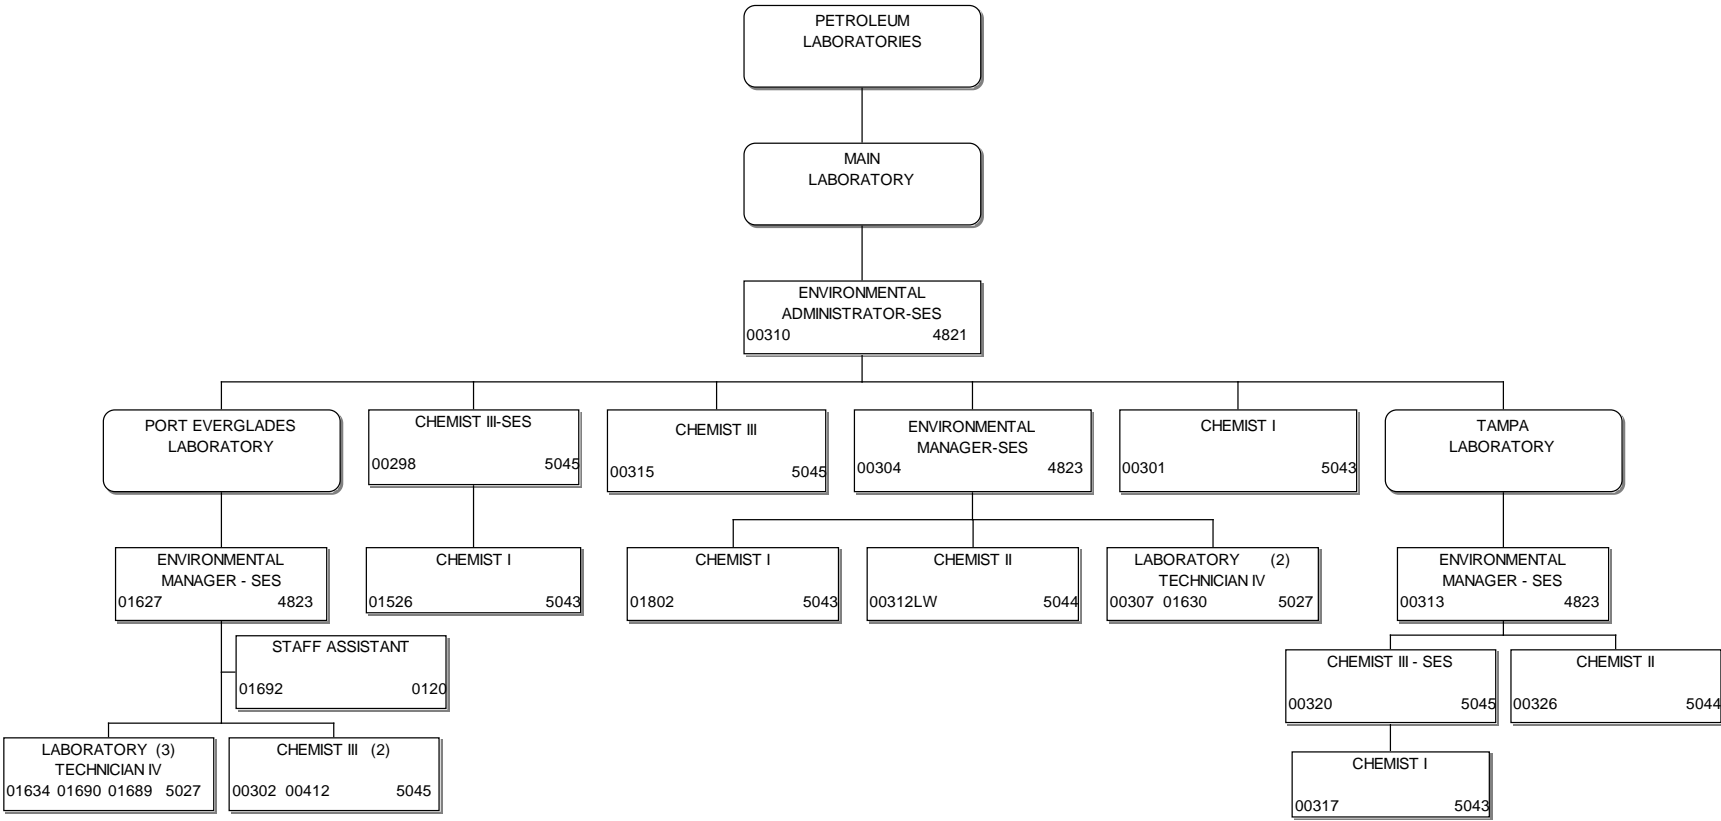 PETROLEUM
LABORATORIES
MAIN
LABORATORY
ENVIRONMENTAL
ADMINISTRATOR-SES
00310 4821
PORT EVERGLADES
LABORATORY
CHEMIST III-SES
00298 5045
CHEMIST III
00315 5045
ENVIRONMENTAL
MANAGER-SES
00304 4823
CHEMIST I
00301 5043
TAMPA
LABORATORY
ENVIRONMENTAL
MANAGER - SES
01627 4823
CHEMIST I
01526 5043
CHEMIST I
01802 5043
CHEMIST II
00312LW 5044
LABORATORY (2)
TECHNICIAN IV
00307 01630 5027
ENVIRONMENTAL
MANAGER - SES
00313 4823
STAFF ASSISTANT
01692 0120
CHEMIST III - SES
00320 5045
CHEMIST II
00326 5044
LABORATORY (3)
TECHNICIAN IV
01634 01690 01689 5027
CHEMIST III (2)
00302 00412 5045
CHEMIST I
00317 5043